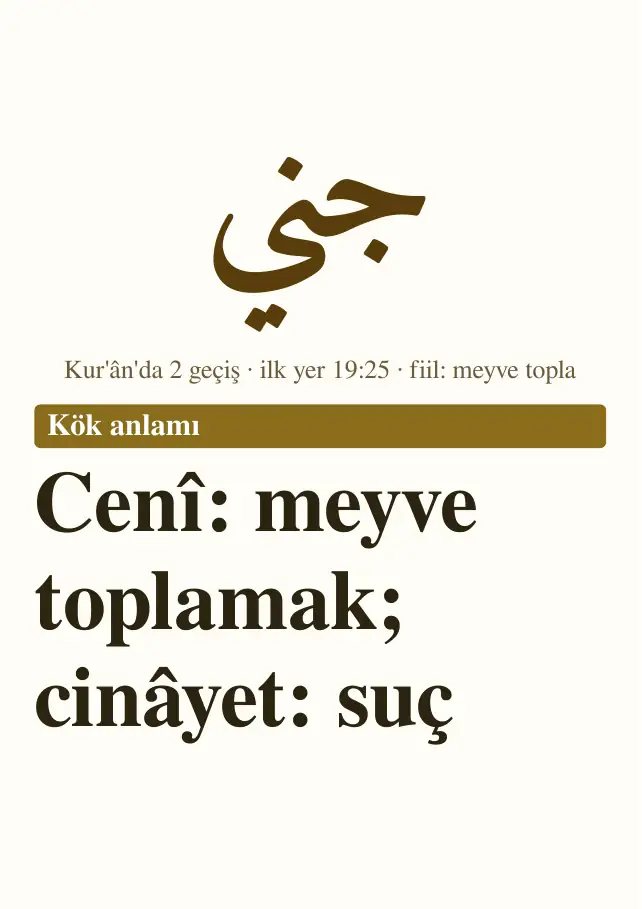 جني
Kur'ân'da 2 geçiş · ilk yer 19:25 · fiil: meyve topla
Kök anlamı
Cenî: meyve
toplamak;
cinâyet: suç